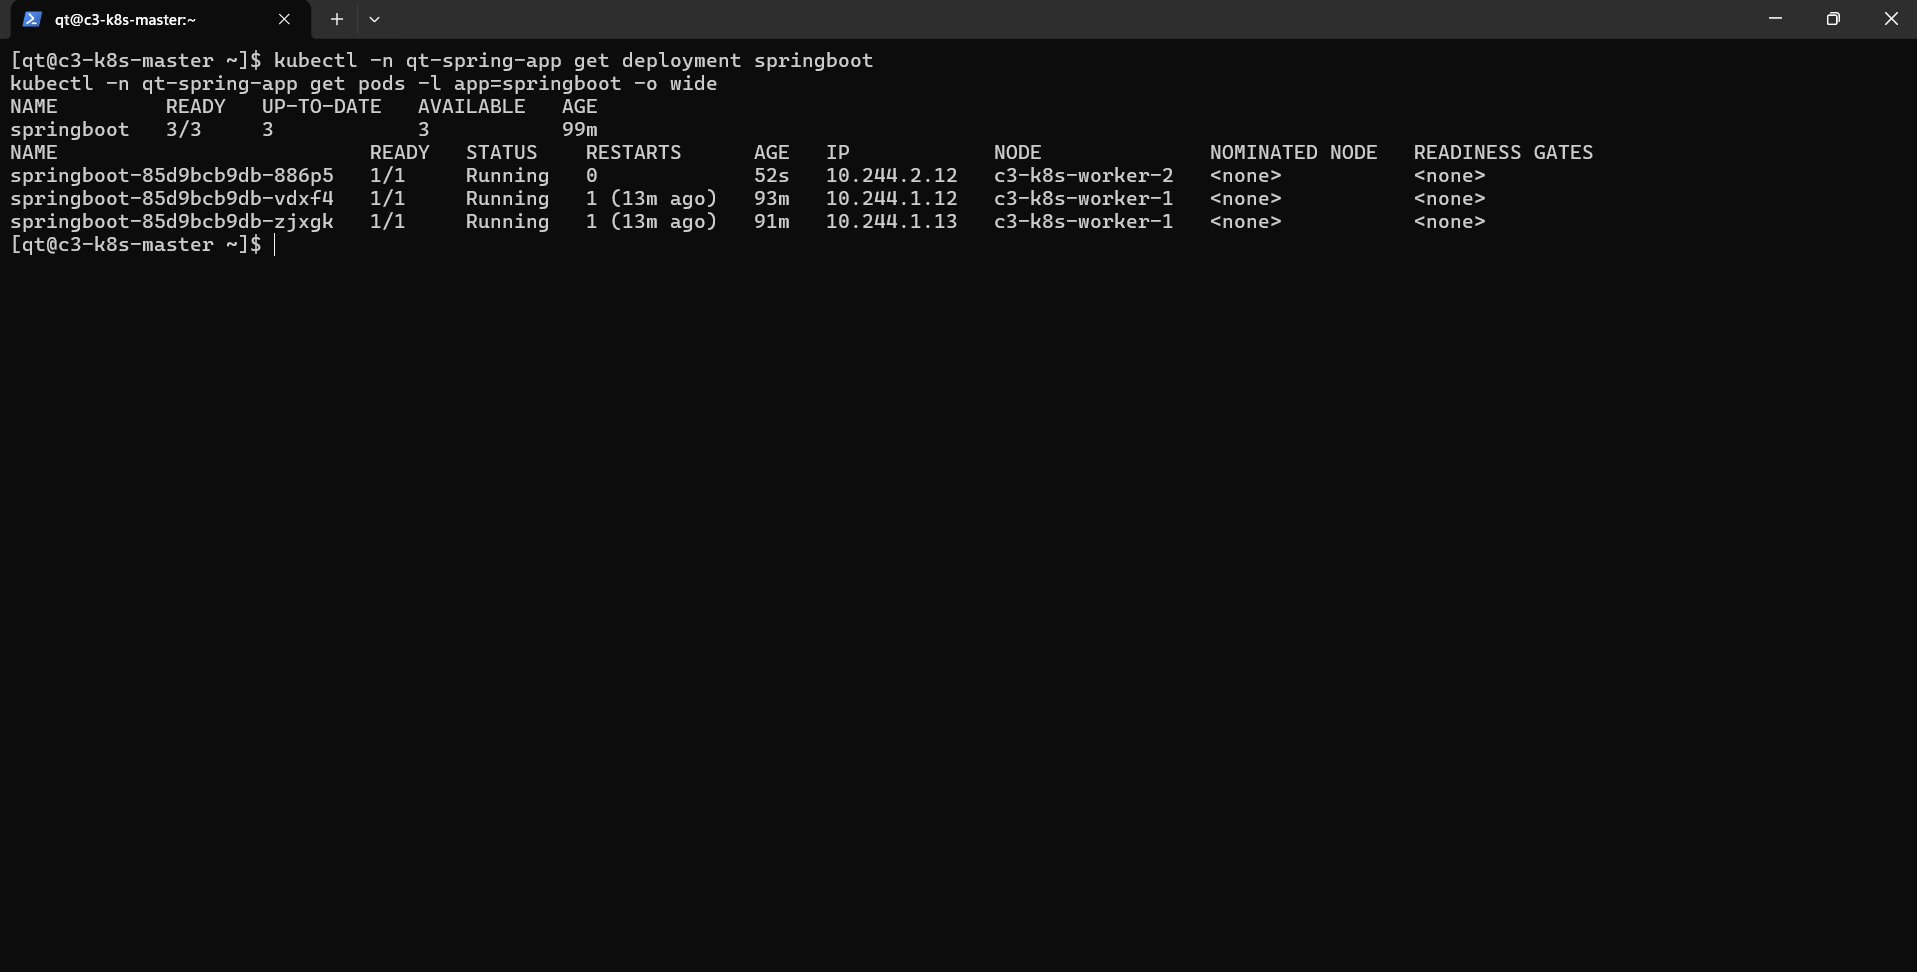 qt@c3-k8s-master:~
[qt@c3-k8s-master ~]$ kubectl -n qt-spring-app get deployment springboot
kubectl -n qt-spring-app get pods -l app=springboot -o wide
NAME         READY   UP-TO-DATE   AVAILABLE   AGE
springboot   3/3     3            3           99m
NAME                          READY   STATUS    RESTARTS      AGE   IP            NODE              NOMINATED NODE   READINESS GATES
springboot-85d9bcb9db-886p5   1/1     Running   0             52s   10.244.2.12   c3-k8s-worker-2   <none>           <none>
springboot-85d9bcb9db-vdxf4   1/1     Running   1 (13m ago)   93m   10.244.1.12   c3-k8s-worker-1   <none>           <none>
springboot-85d9bcb9db-zjxgk   1/1     Running   1 (13m ago)   91m   10.244.1.13   c3-k8s-worker-1   <none>           <none>
[qt@c3-k8s-master ~]$